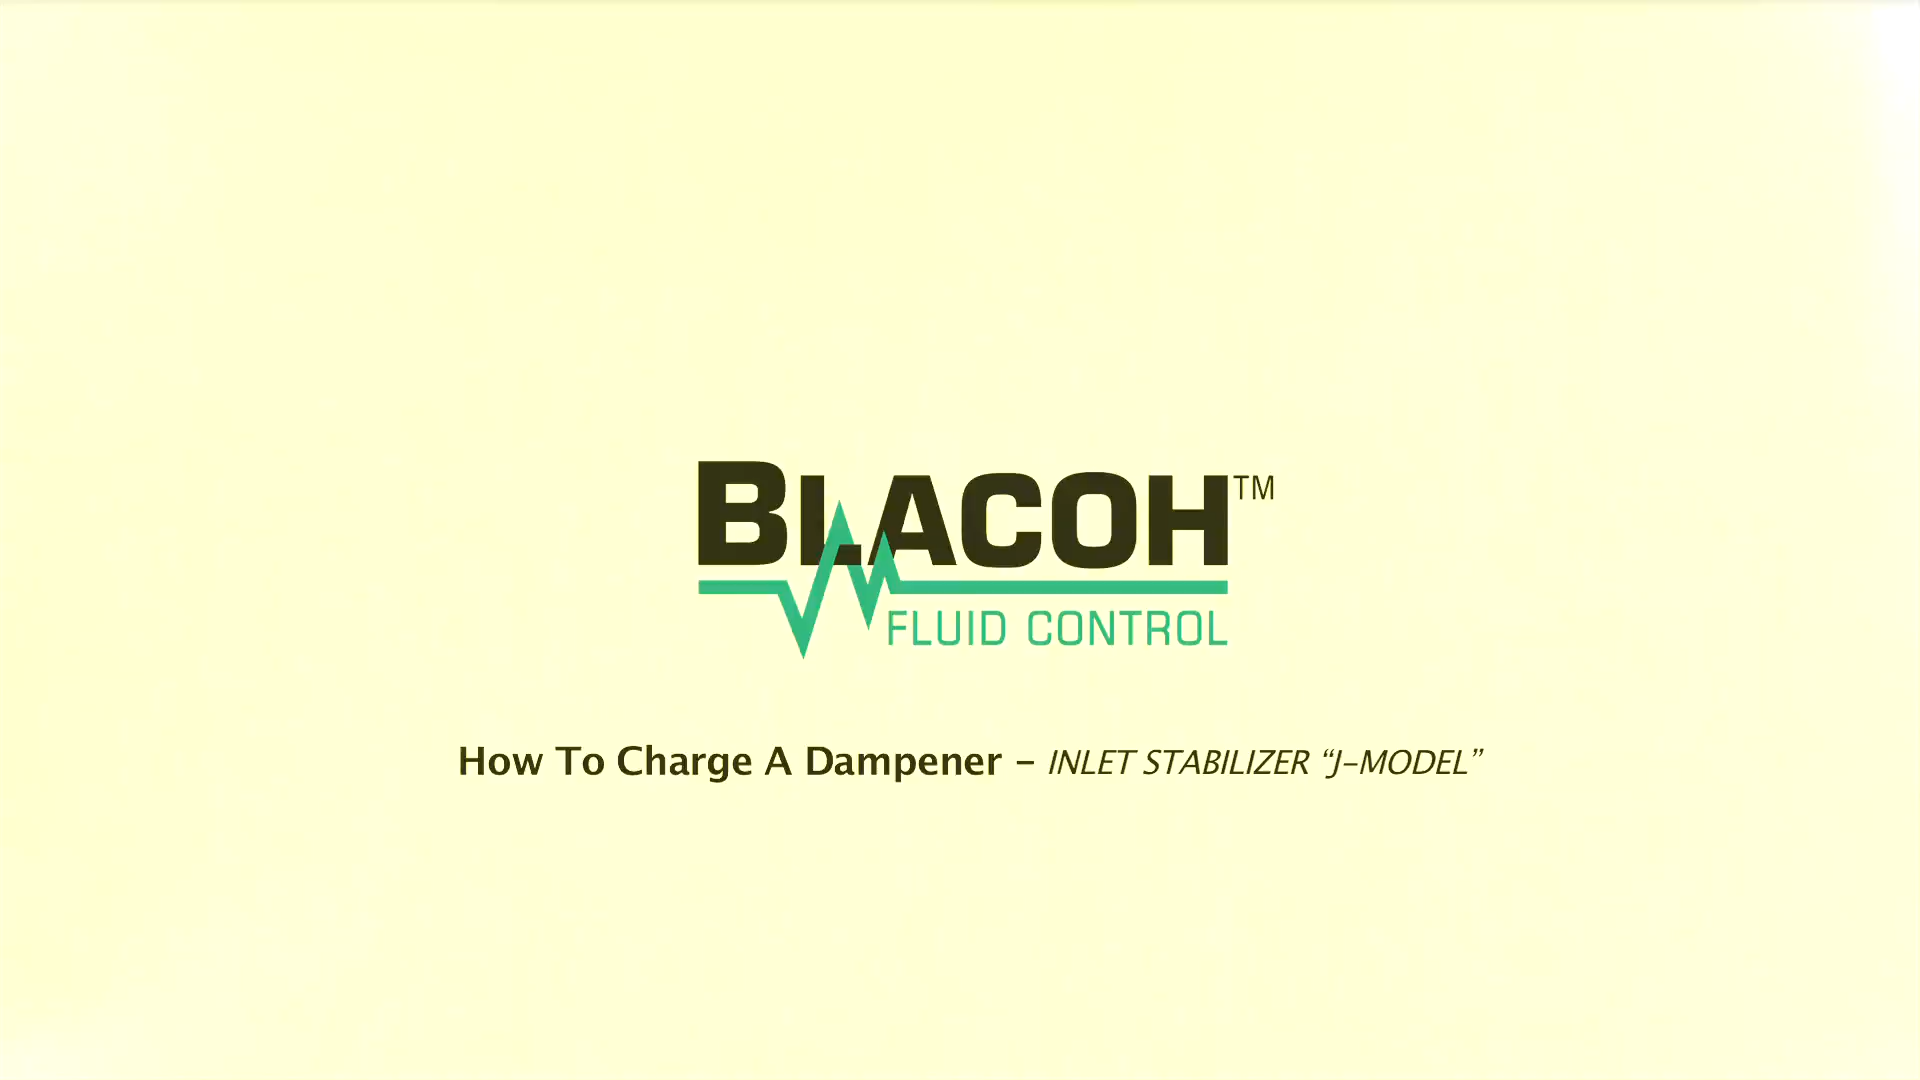 BLACOH™
FLUID CONTROL
How To Charge A Dampener – INLET STABILIZER “J–MODEL”